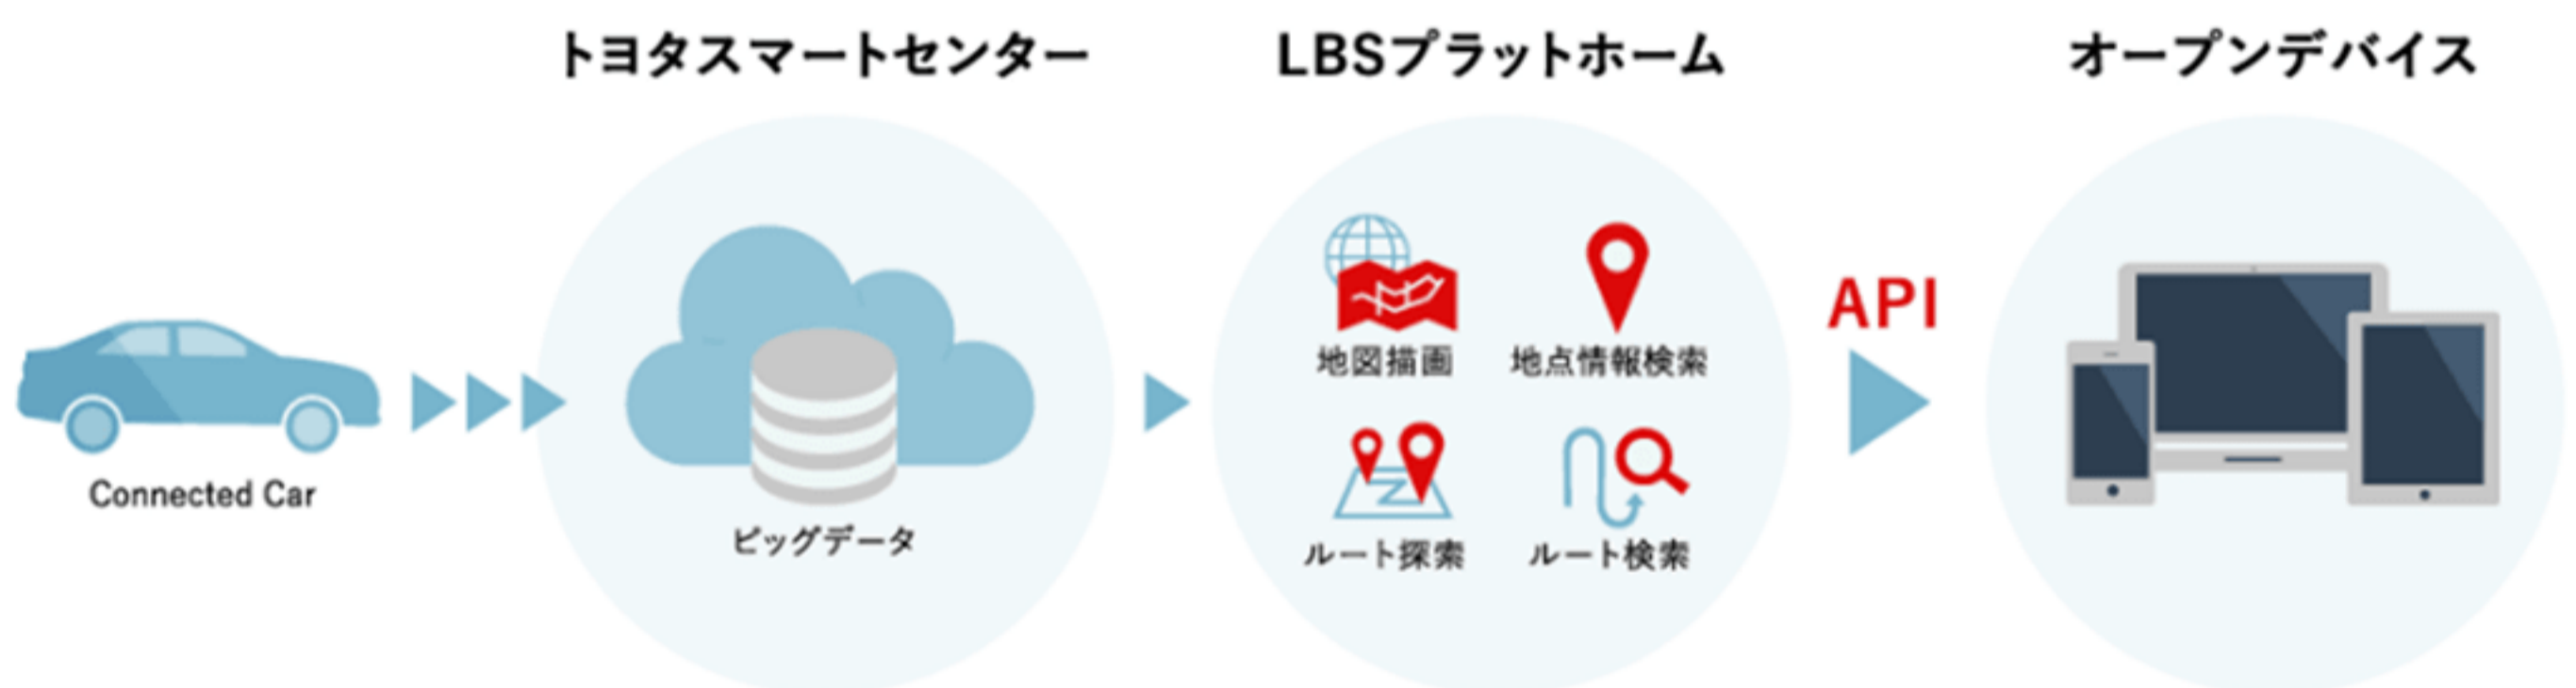 トヨタスマートセンター
LBSプラットホーム
オープンデバイス
Connected Car
ビッグデータ
地図描画
地点情報検索
ルート探索
ルート検索
API